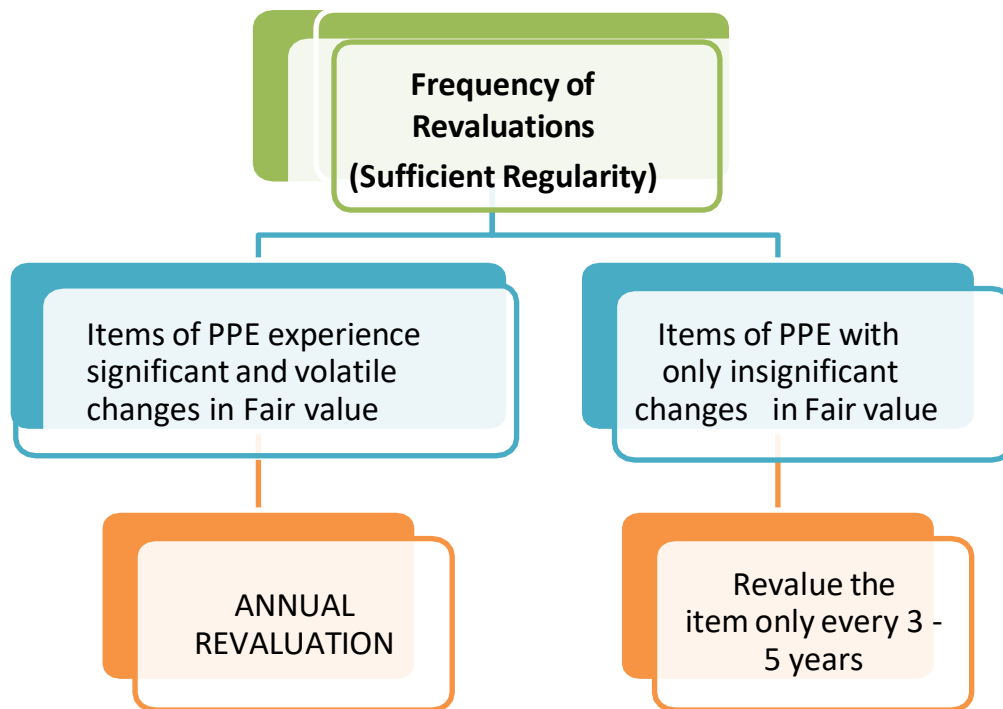 Frequency of
Revaluations
(Sufficient Regularity)
Items of PPE experience
significant and volatile
changes in Fair value
Items of PPE with
only insignificant
changes in Fair value
ANNUAL
REVALUATION
Revalue the
item only every 3 -
5 years